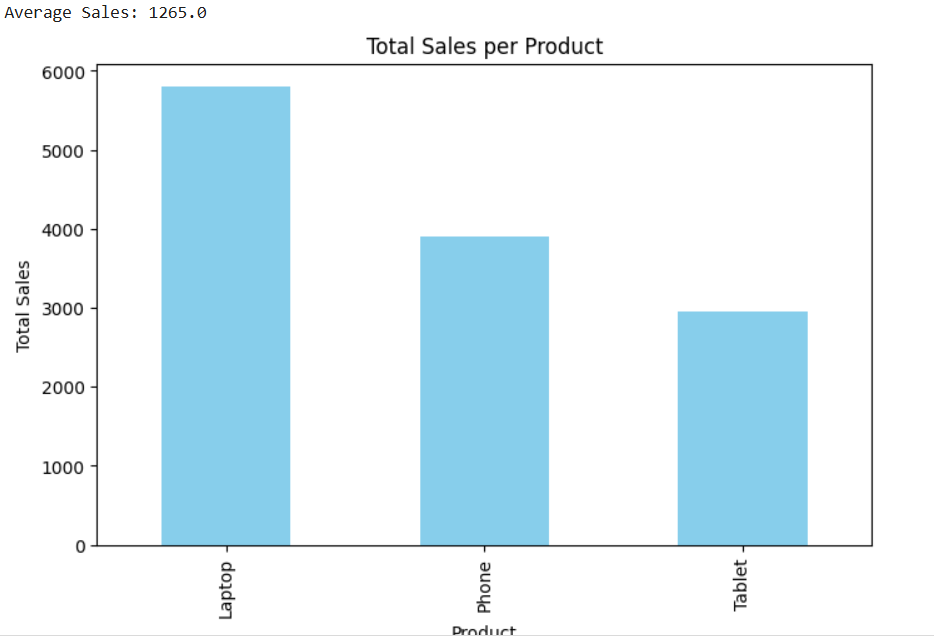 Average Sales: 1265.0
Total Sales per Product
6000
5000
4000
3000
2000
1000
0
Total Sales
Laptop
Phone
Tablet
Product